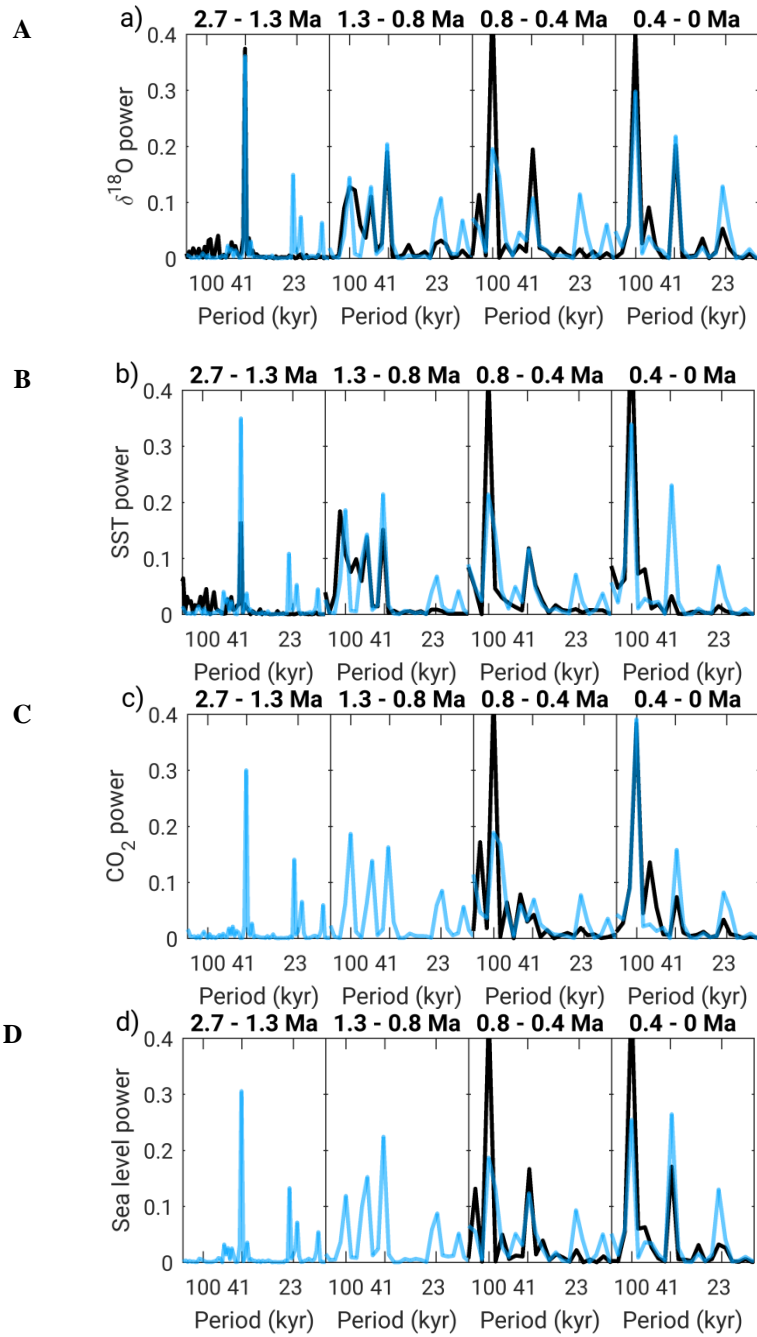 A
a) 2.7 - 1.3 Ma 1.3 - 0.8 Ma 0.8 - 0.4 Ma 0.4 - 0 Ma
0.4
0.3
0.2
0.1
0
δ18O power
100 41 23 100 41 23 100 41 23 100 41 23
Period (kyr) Period (kyr) Period (kyr) Period (kyr)
B
b) 2.7 - 1.3 Ma 1.3 - 0.8 Ma 0.8 - 0.4 Ma 0.4 - 0 Ma
0.4
0.3
0.2
0.1
0
SST power
100 41 23 100 41 23 100 41 23 100 41 23
Period (kyr) Period (kyr) Period (kyr) Period (kyr)
C
c) 2.7 - 1.3 Ma 1.3 - 0.8 Ma 0.8 - 0.4 Ma 0.4 - 0 Ma
0.4
0.3
0.2
0.1
0
CO2 power
100 41 23 100 41 23 100 41 23 100 41 23
Period (kyr) Period (kyr) Period (kyr) Period (kyr)
D
d) 2.7 - 1.3 Ma 1.3 - 0.8 Ma 0.8 - 0.4 Ma 0.4 - 0 Ma
0.4
0.3
0.2
0.1
0
Sea level power
100 41 23 100 41 23 100 41 23 100 41 23
Period (kyr) Period (kyr) Period (kyr) Period (kyr)